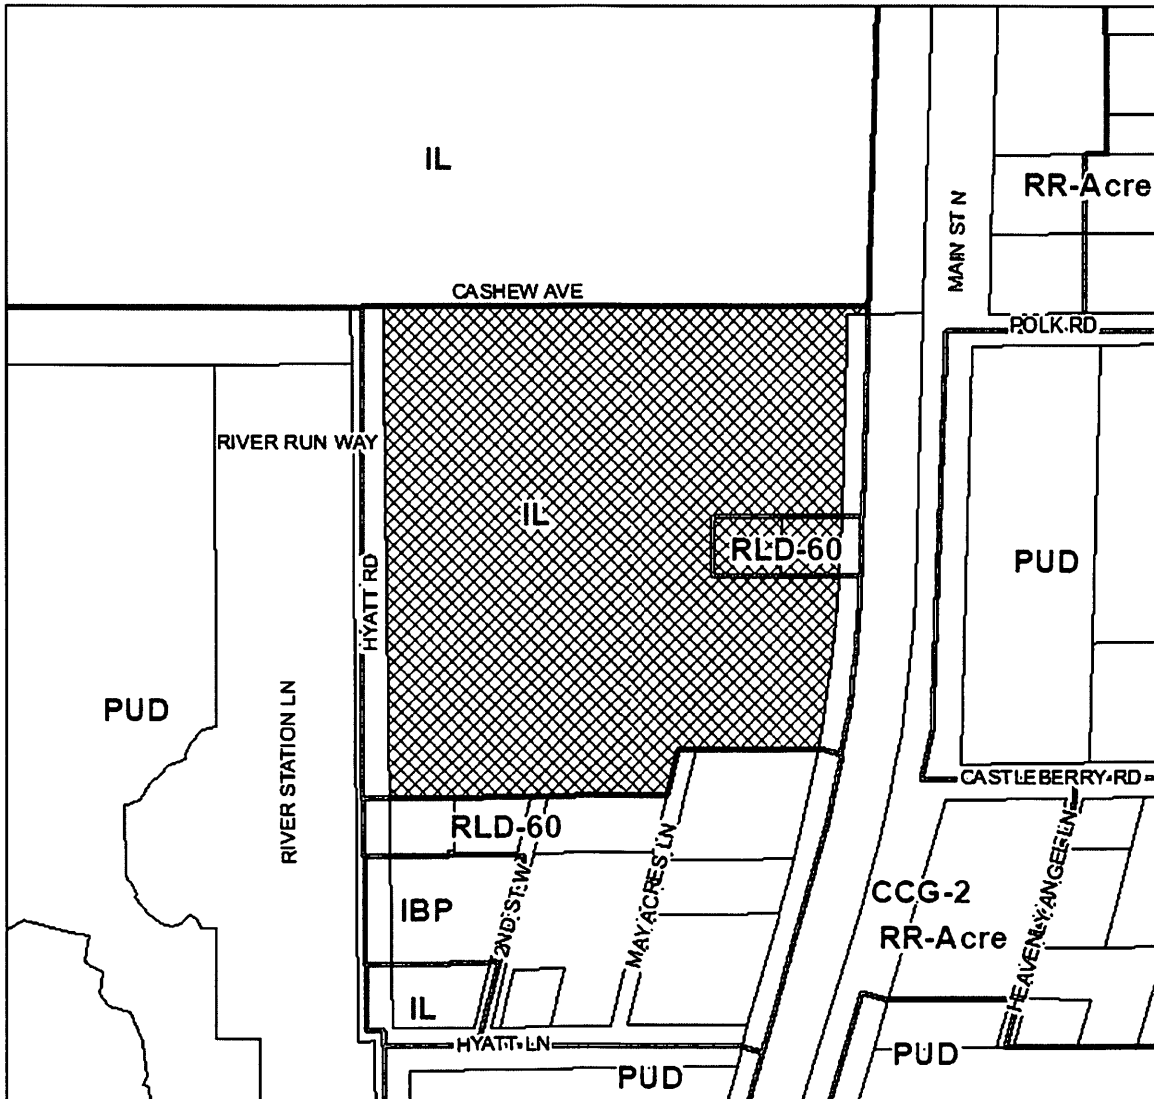 IL
RR-Acre
MAIN ST N
CASHEW AVE
POLK RD
RIVER RUN WAY
IL
RLD-60
PUD
HYATT RD
PUD
RIVER STATION LN
CASTLEBERRY RD
RLD-60
MAY ACRES LN
HEAVENLY ANGEL LN
2ND ST W
CCG-2
IBP
RR-Acre
IL
HYATT LN
PUD
PUD